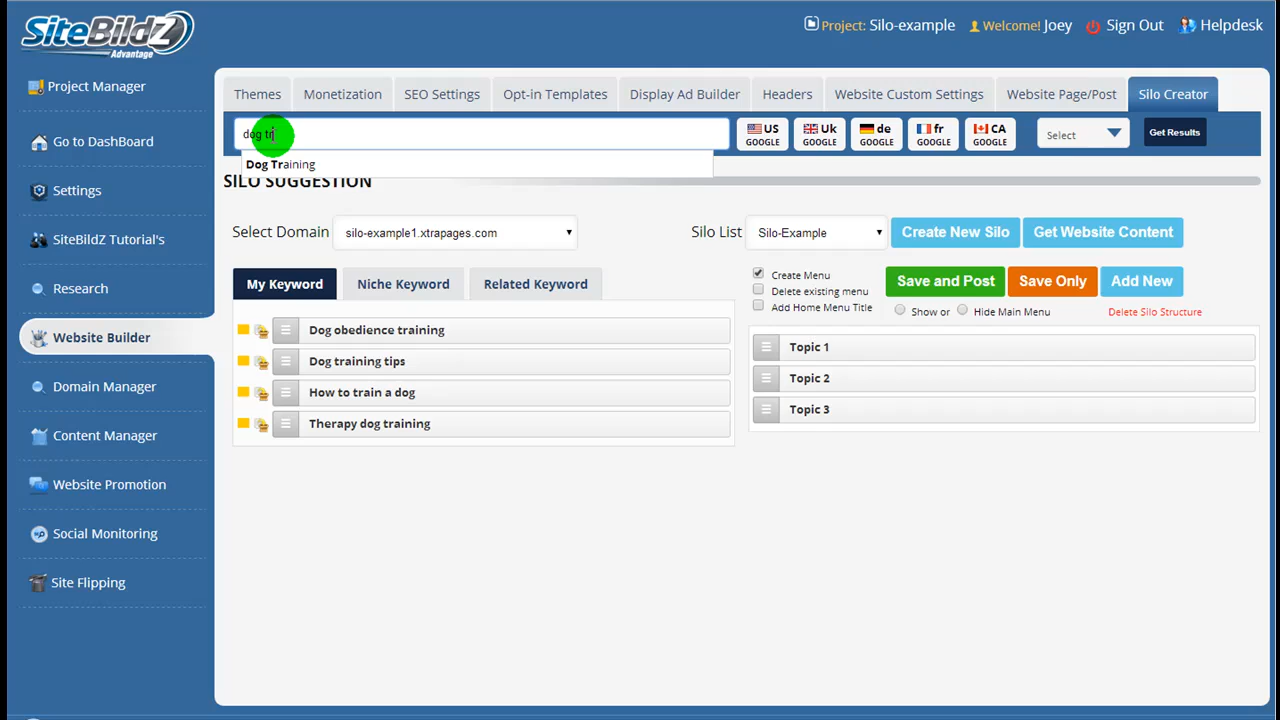 SiteBildZ
Advantage
Project: Silo-example
Welcome! Joey
Sign Out
Helpdesk
Project Manager
Go to DashBoard
Settings
SiteBildZ Tutorial's
Research
Website Builder
Domain Manager
Content Manager
Website Promotion
Social Monitoring
Site Flipping
Themes
Monetization
SEO Settings
Opt-in Templates
Display Ad Builder
Headers
Website Custom Settings
Website Page/Post
Silo Creator
dog tr
US
GOOGLE
Uk
GOOGLE
de
GOOGLE
fr
GOOGLE
CA
GOOGLE
Select
Get Results
Dog Training
SILO SUGGESTION
Select Domain
silo-example1.xtrapages.com
Silo List
Silo-Example
Create New Silo
Get Website Content
My Keyword
Niche Keyword
Related Keyword
Create Menu
Delete existing menu
Add Home Menu Title
Save and Post
Save Only
Add New
Show or
Hide Main Menu
Delete Silo Structure
Dog obedience training
Dog training tips
How to train a dog
Therapy dog training
Topic 1
Topic 2
Topic 3